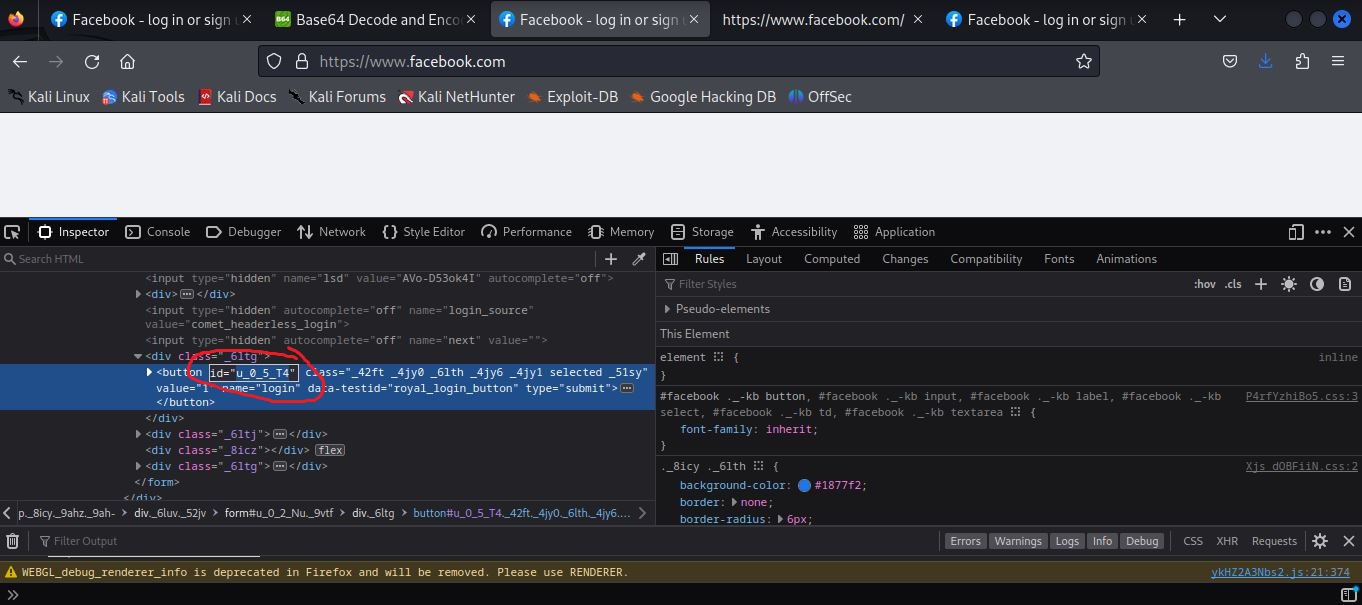 Facebook - log in or sign u
Base64 Decode and Enco
Facebook - log in or sign u
https://www.facebook.com/
Facebook - log in or sign u
https://www.facebook.com
Kali Linux Kali Tools Kali Docs Kali Forums Kali NetHunter Exploit-DB Google Hacking DB OffSec
Inspector Console Debugger Network Style Editor Performance Memory Storage Accessibility Application
Search HTML
<input type="hidden" name="lsd" value="AVo-D53ok4I" autocomplete="off">
<div>
</div>
<input type="hidden" autocomplete="off" name="login_source"
value="comet_headerless_login">
<input type="hidden" autocomplete="off" name="next" value="">
<div class="_6ltg">
<button id="u_0_5_T4" class="_42ft _4jy0 _6lth _4jy6 _4jy1 selected _51sy"
value="1" name="login" data-testid="royal_login_button" type="submit">
</button>
</div>
<div class="_6ltj"> </div>
<div class="_8icz"></div> flex
<div class="_6ltg"> </div>
</form>
</div>
p._8icy._9ahz._9ah- > div._6luv._52jv > form#u_0_2_Nu._9vtf > div._6ltg > button#u_0_5_T4._42ft._4jy0._6lth._4jy6.…
Rules Layout Computed Changes Compatibility Fonts Animations
Filter Styles
:hov .cls
Pseudo-elements
This Element
element { inline
}
#facebook ._-kb button, #facebook ._-kb input, #facebook ._-kb label, #facebook ._-kb P4rfYzhiBo5.css:3
select, #facebook ._-kb td, #facebook ._-kb textarea {
font-family: inherit;
}
._8icy ._6lth { Xjs_dOBFiiN.css:2
background-color: #1877f2;
border: none;
border-radius: 6px;
Filter Output
Errors Warnings Logs Info Debug CSS XHR Requests
WEBGL_debug_renderer_info is deprecated in Firefox and will be removed. Please use RENDERER. ykHZ2A3Nbs2.js:21:374